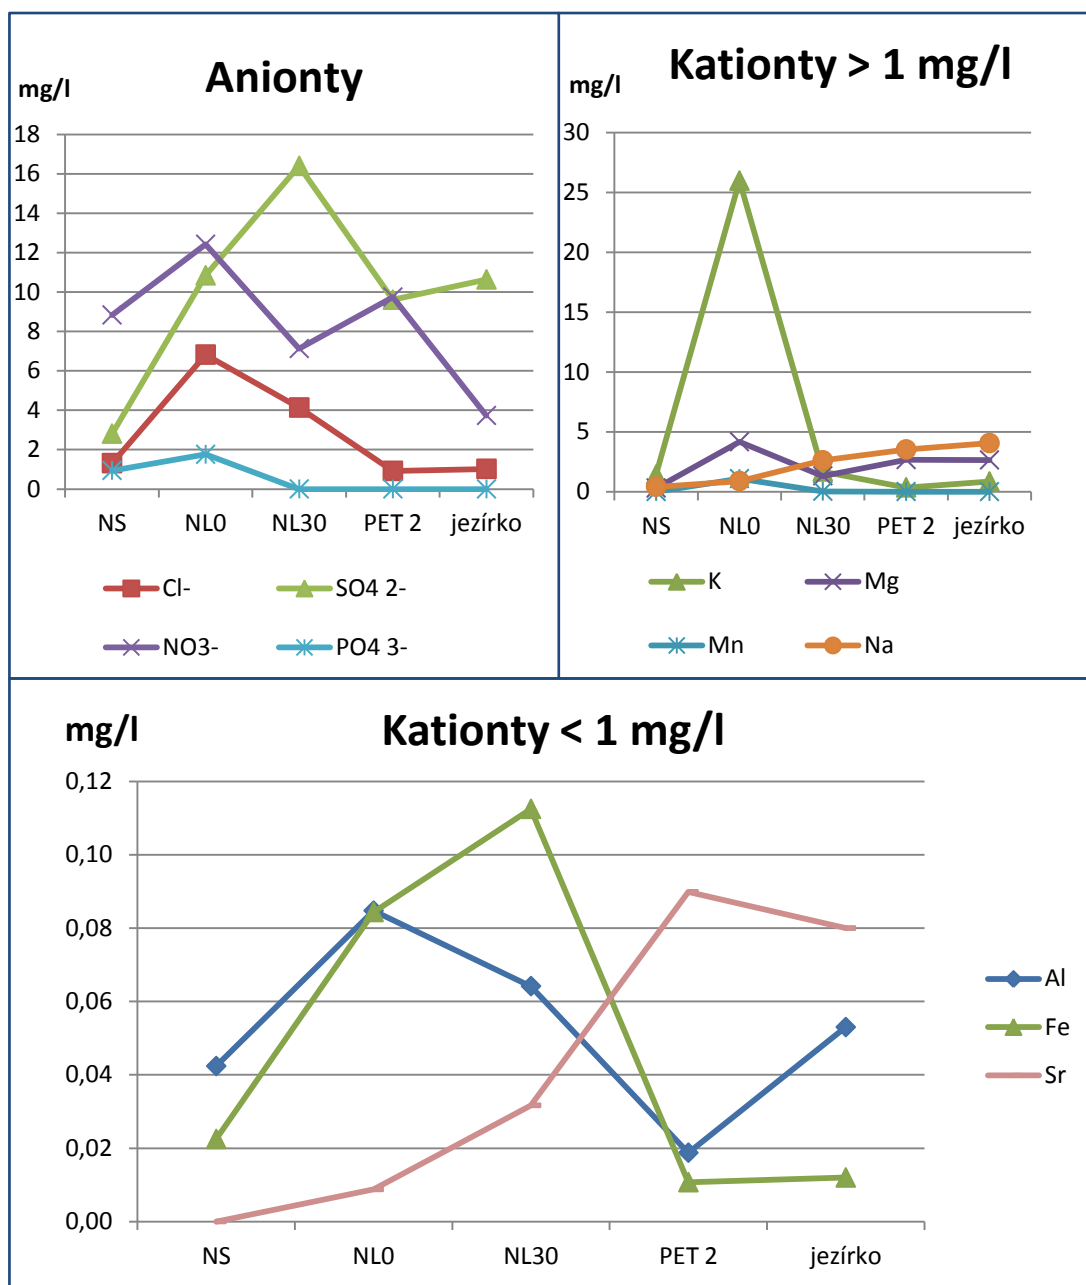 Anionty
mg/l
18
16
14
12
10
8
6
4
2
0
NS NL0 NL30 PET 2 jezírko
Cl- SO4 2-
NO3- PO4 3-
Kationty > 1 mg/l
mg/l
30
25
20
15
10
5
0
NS NL0 NL30 PET 2 jezírko
K Mg
Mn Na
Kationty < 1 mg/l
mg/l
0,12
0,10
0,08
0,06
0,04
0,02
0,00
NS NL0 NL30 PET 2 jezírko
Al
Fe
Sr